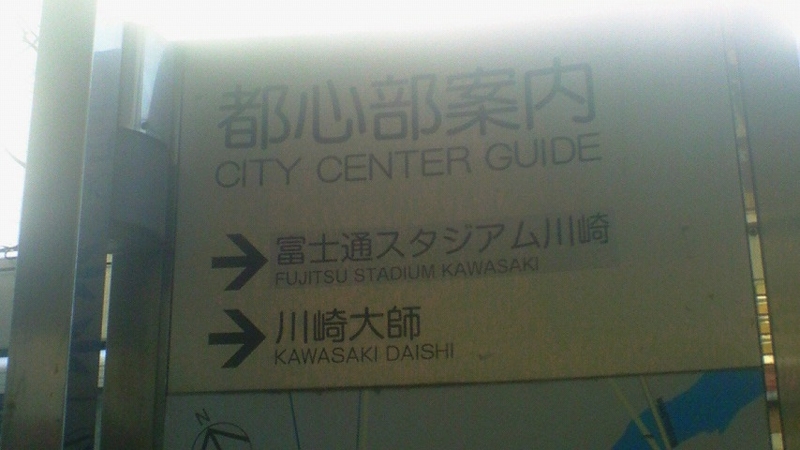 都心部案内
CITY CENTER GUIDE
富士通スタジアム川崎
FUJITSU STADIUM KAWASAKI
川崎大師
KAWASAKI DAISHI
N